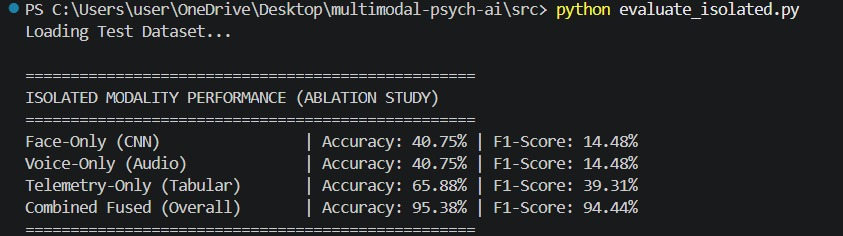 PS C:\Users\user\OneDrive\Desktop\multimodal-psych-ai\src> python evaluate_isolated.py
Loading Test Dataset...
==================================================
ISOLATED MODALITY PERFORMANCE (ABLATION STUDY)
==================================================
Face-Only (CNN) | Accuracy: 40.75% | F1-Score: 14.48%
Voice-Only (Audio) | Accuracy: 40.75% | F1-Score: 14.48%
Telemetry-Only (Tabular) | Accuracy: 65.88% | F1-Score: 39.31%
Combined Fused (Overall) | Accuracy: 95.38% | F1-Score: 94.44%
==================================================